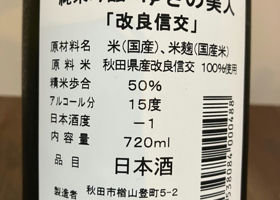 純米吟醸 ゆきの美人
「改良信交」
原材料名 米(国産)、米麹(国産米)
原料米 秋田県産改良信交 100%使用
精米歩合 50%
アルコール分 15度
日本酒度 −1
内容量 720ml
品目 日本酒
製造者 秋田市楢山登町5-2
538084 000488